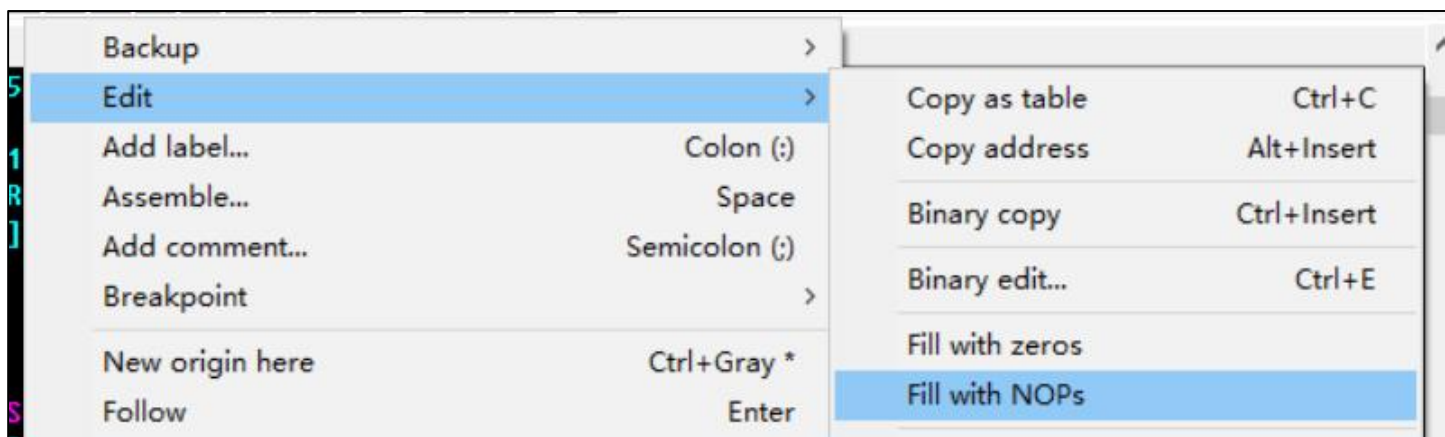 Backup >
Edit >
Add label... Colon (:)
Assemble... Space
Add comment... Semicolon (;)
Breakpoint >
New origin here Ctrl+Gray *
Follow Enter
Copy as table Ctrl+C
Copy address Alt+Insert
Binary copy Ctrl+Insert
Binary edit... Ctrl+E
Fill with zeros
Fill with NOPs
5
1
R
]
S